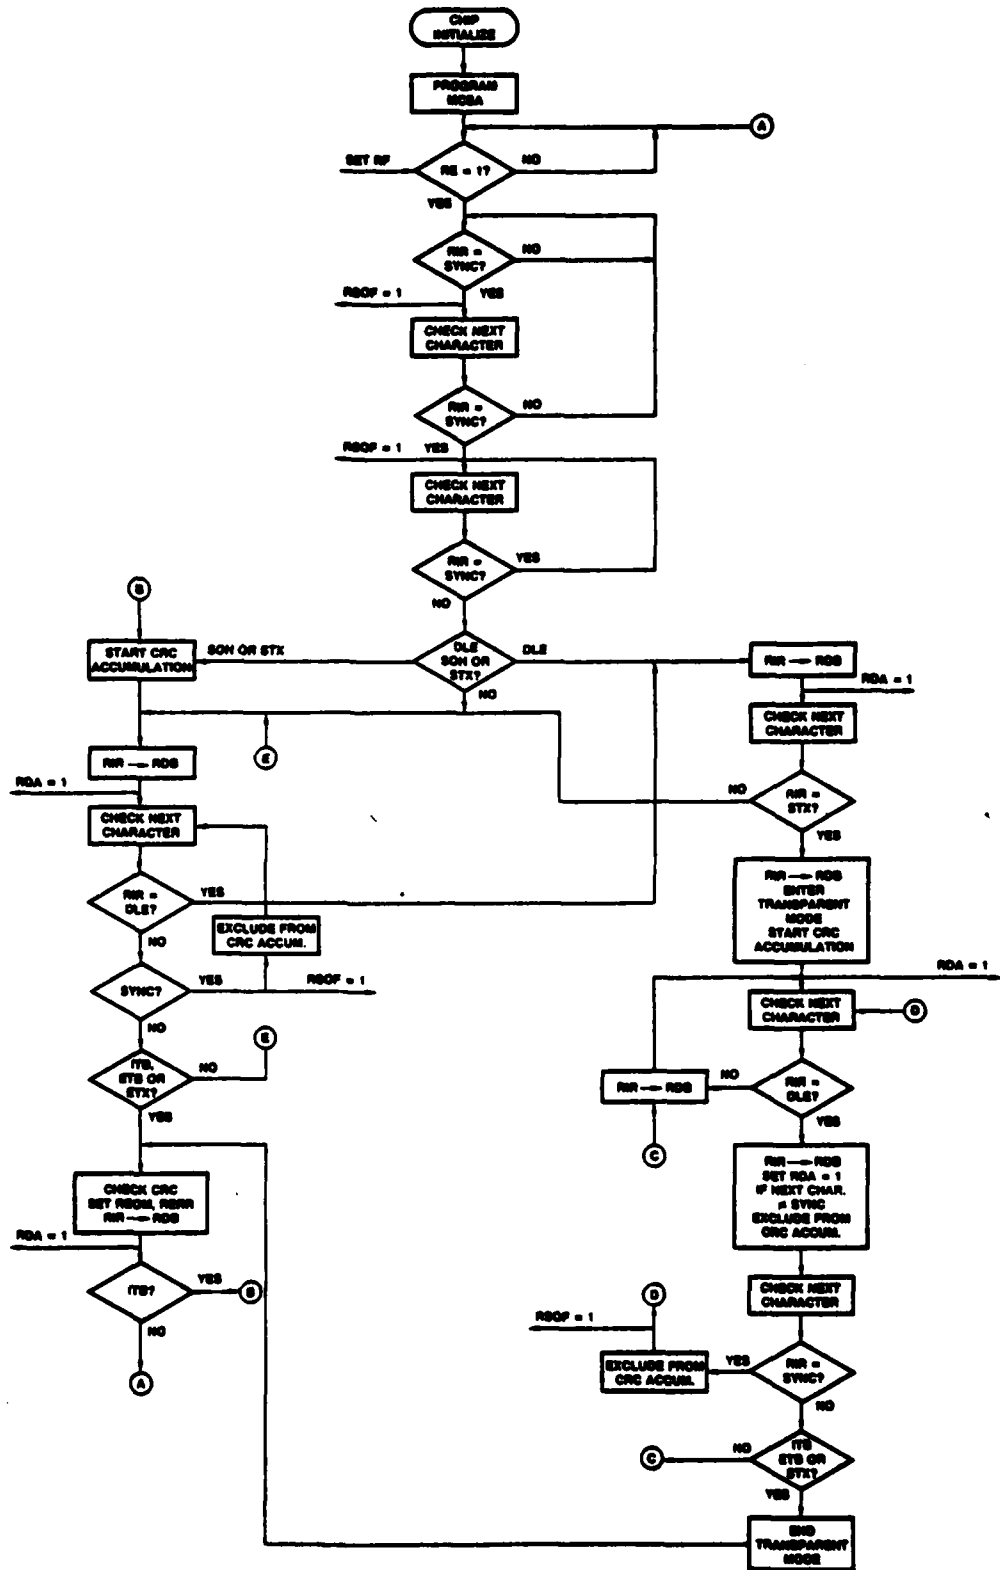 CHIP
INITIALIZE
PROGRAM
MCSA
A
SET RF
RE = 1?
NO
YES
RIR =
SYNC?
NO
YES
RSOF = 1
CHECK NEXT
CHARACTER
RIR =
SYNC?
NO
YES
RSOF = 1
CHECK NEXT
CHARACTER
RIR =
SYNC?
YES
NO
B
START CRC
ACCUMULATION
SOH OR STX
DLE
SOH OR
STX?
DLE
NO
RIR → RDB
RDA = 1
CHECK NEXT
CHARACTER
E
RIR → RDB
RDA = 1
CHECK NEXT
CHARACTER
NO
RIR =
STX?
YES
RIR → RDB
ENTER
TRANSPARENT
MODE
START CRC
ACCUMULATION
RIR =
DLE?
YES
NO
EXCLUDE FROM
CRC ACCUM.
SYNC?
YES
RSOF = 1
NO
RDA = 1
CHECK NEXT
CHARACTER
D
E
ITB,
ETB OR
ETX?
NO
YES
RIR → RDB
NO
RIR =
DLE?
YES
C
CHECK CRC
SET REOM, RERR
RIR → RDB
RDA = 1
RIR → RDB
SET RDA = 1
IF NEXT CHAR.
≠ SYNC
EXCLUDE FROM
CRC ACCUM.
ITB?
YES
B
NO
A
CHECK NEXT
CHARACTER
D
RSOF = 1
EXCLUDE FROM
CRC ACCUM.
YES
RIR =
SYNC?
NO
C
NO
ITB
ETB OR
STX?
YES
END
TRANSPARENT
MODE